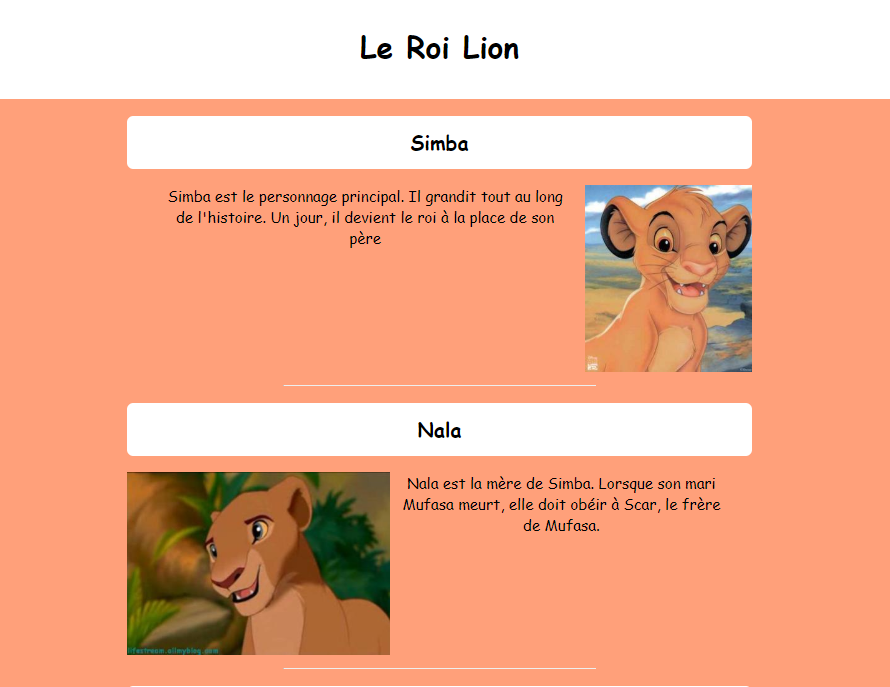 Le Roi Lion
Simba
Simba est le personnage principal. Il grandit tout au long
de l'histoire. Un jour, il devient le roi à la place de son
père
Nala
Nala est la mère de Simba. Lorsque son mari
Mufasa meurt, elle doit obéir à Scar, le frère
de Mufasa.
lifestream.allmyblog.com